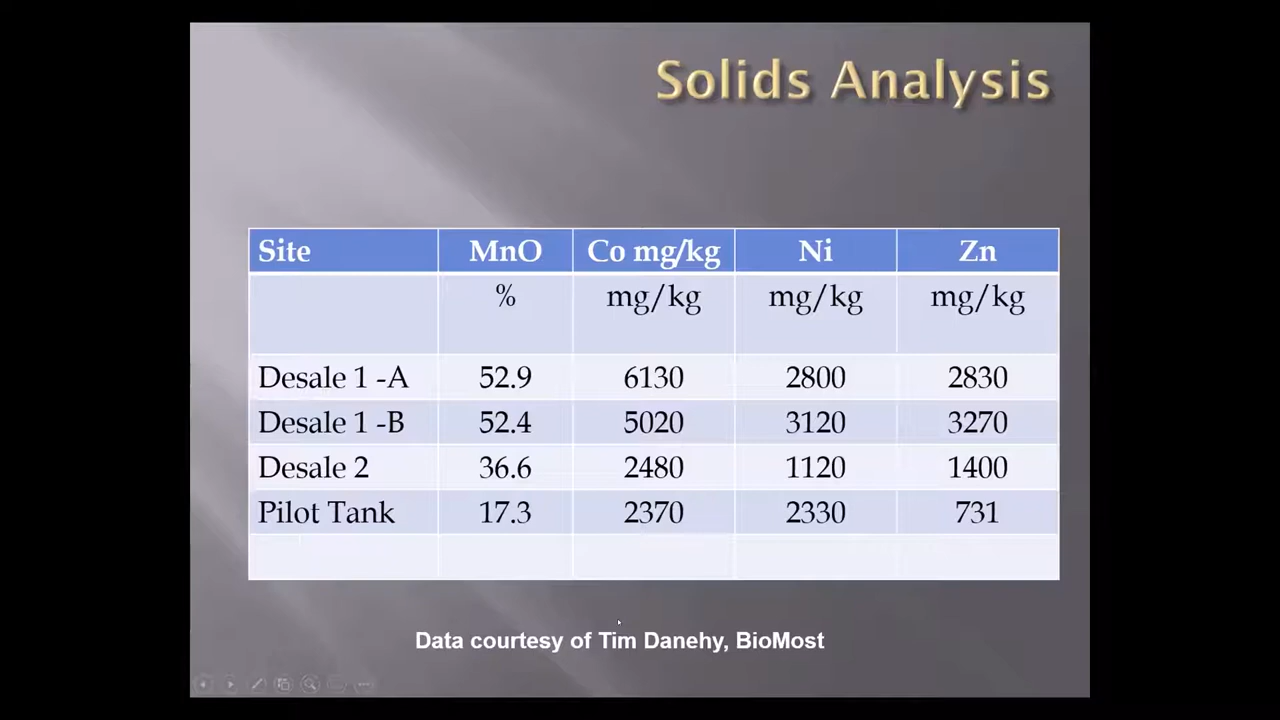 Solids Analysis
Site MnO Co mg/kg Ni Zn
% mg/kg mg/kg mg/kg
Desale 1 -A 52.9 6130 2800 2830
Desale 1 -B 52.4 5020 3120 3270
Desale 2 36.6 2480 1120 1400
Pilot Tank 17.3 2370 2330 731
Data courtesy of Tim Danehy, BioMost